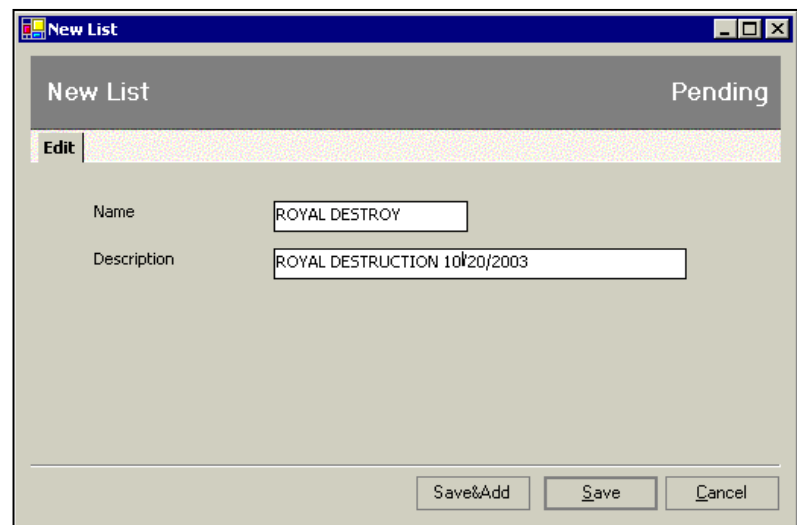 New List
New List Pending
Edit
Name ROYAL DESTROY
Description ROYAL DESTRUCTION 10/20/2003
Save&Add Save Cancel